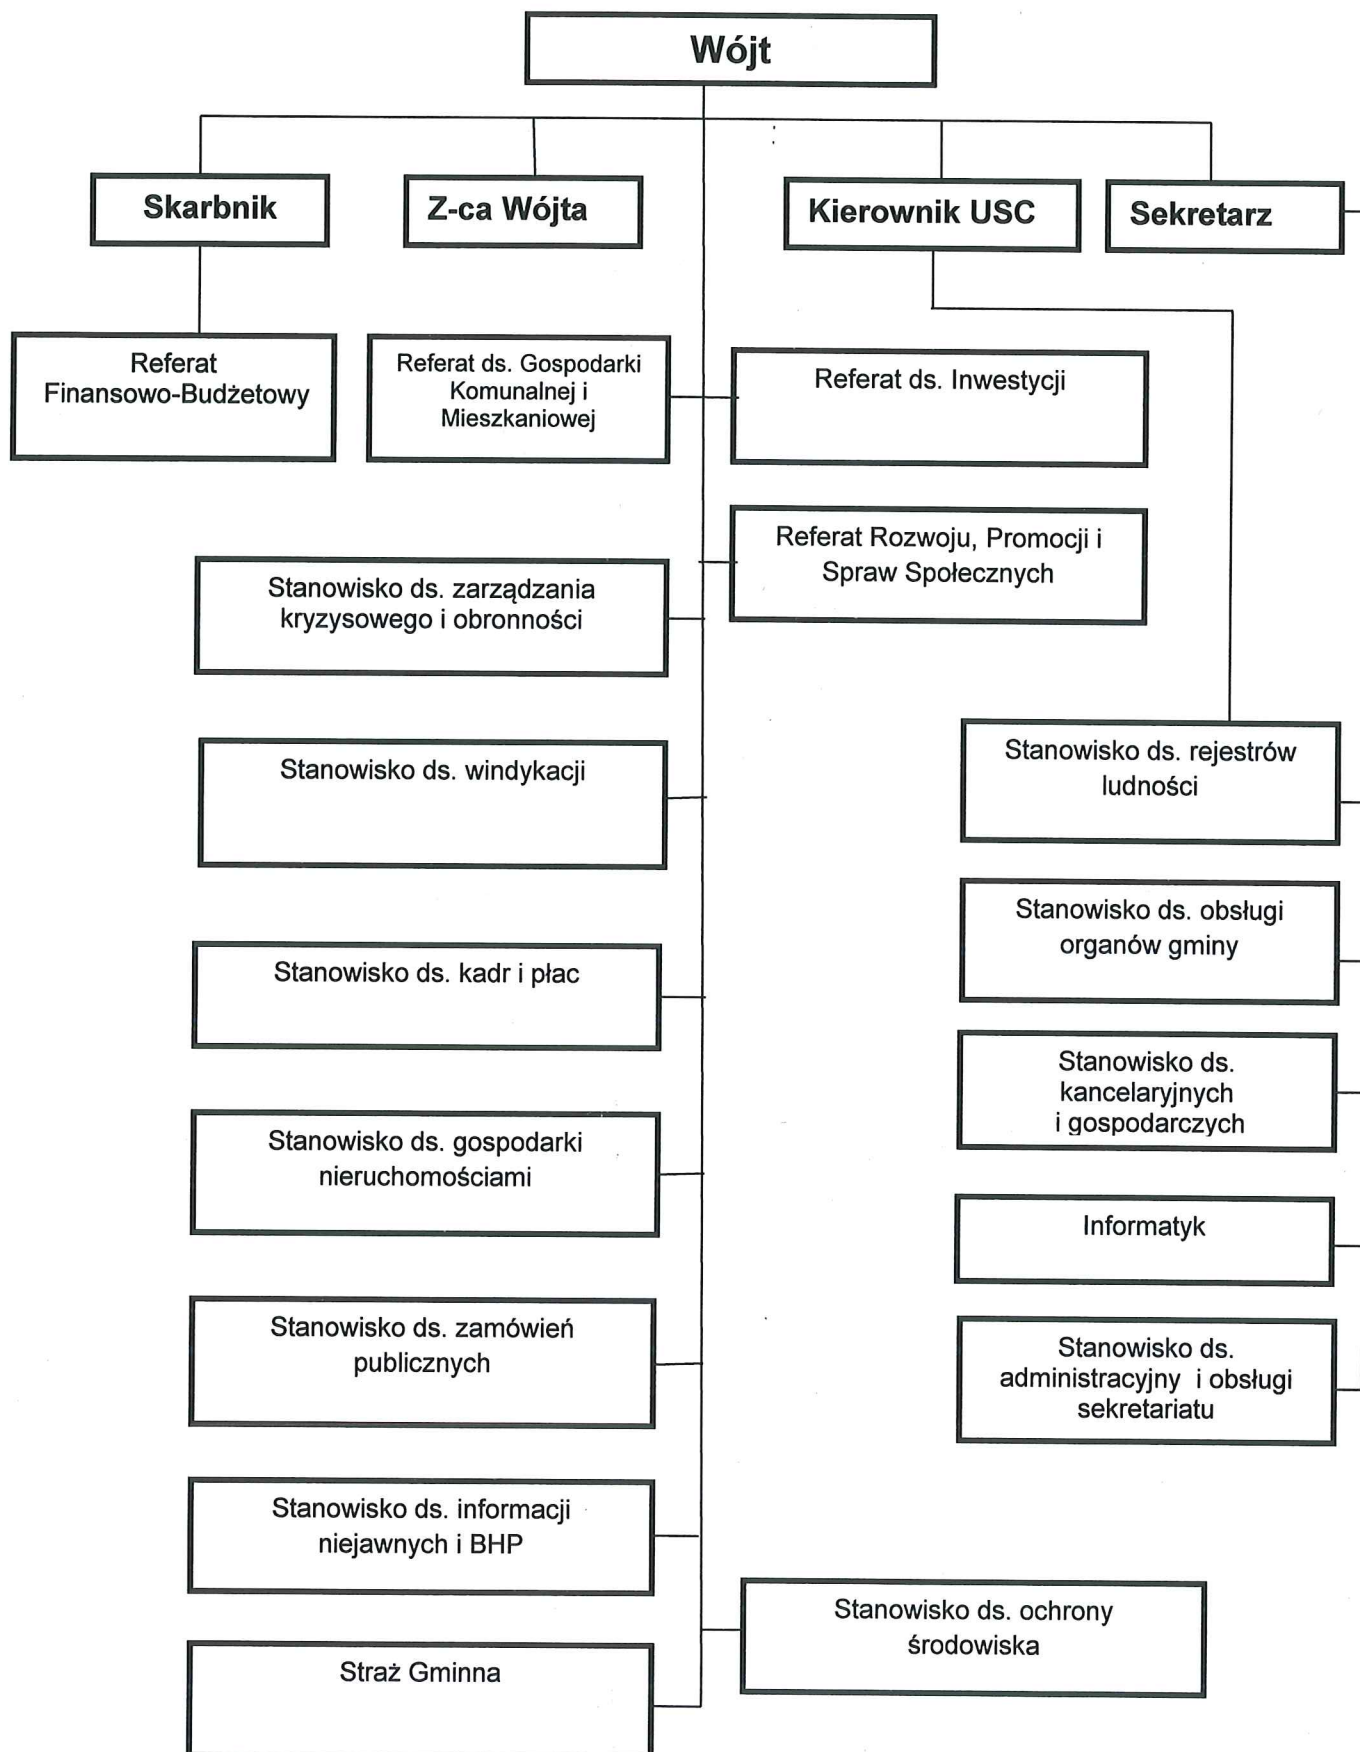 Wójt
Skarbnik
Z-ca Wójta
Kierownik USC
Sekretarz
Referat
Finansowo-Budżetowy
Referat ds. Gospodarki
Komunalnej i
Mieszkaniowej
Referat ds. Inwestycji
Referat Rozwoju, Promocji i
Spraw Społecznych
Stanowisko ds. zarządzania
kryzysowego i obronności
Stanowisko ds. windykacji
Stanowisko ds. rejestrów
ludności
Stanowisko ds. obsługi
organów gminy
Stanowisko ds. kadr i płac
Stanowisko ds.
kancelaryjnych
i gospodarczych
Stanowisko ds. gospodarki
nieruchomościami
Informatyk
Stanowisko ds. zamówień
publicznych
Stanowisko ds.
administracyjny i obsługi
sekretariatu
Stanowisko ds. informacji
niejawnych i BHP
Stanowisko ds. ochrony
środowiska
Straż Gminna